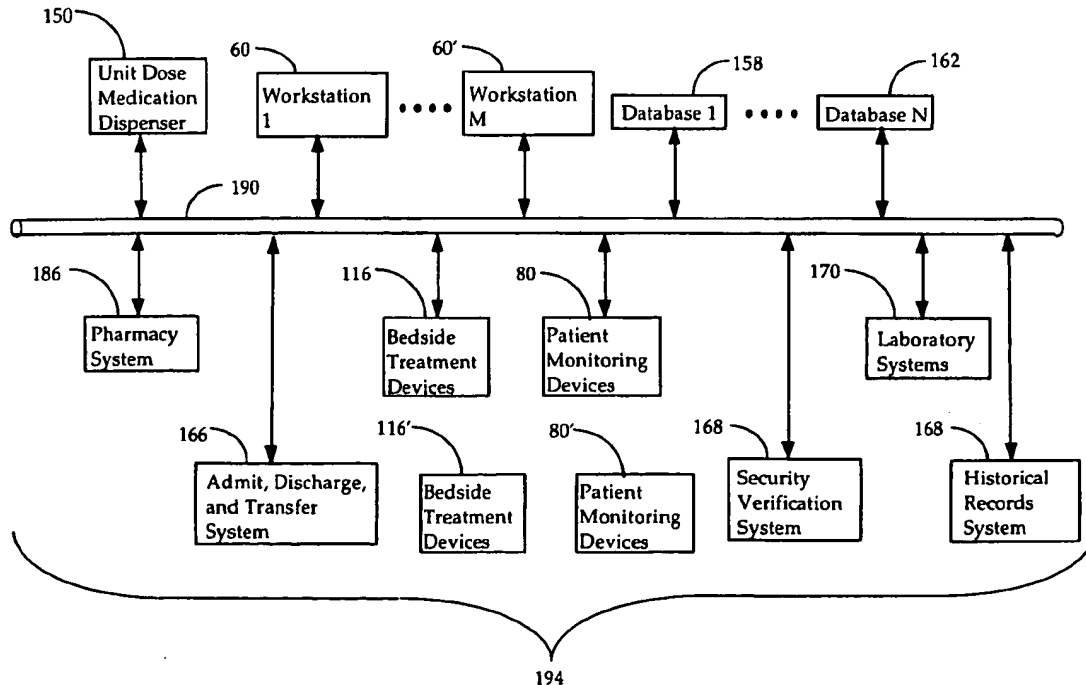 150
60
60′
158
162
Unit Dose
Medication
Dispenser
Workstation
1
Workstation
M
Database 1
Database N
190
186
116
80
170
Pharmacy
System
Bedside
Treatment
Devices
Patient
Monitoring
Devices
Laboratory
Systems
166
116′
80′
168
168
Admit, Discharge,
and Transfer
System
Bedside
Treatment
Devices
Patient
Monitoring
Devices
Security
Verification
System
Historical
Records
System
194